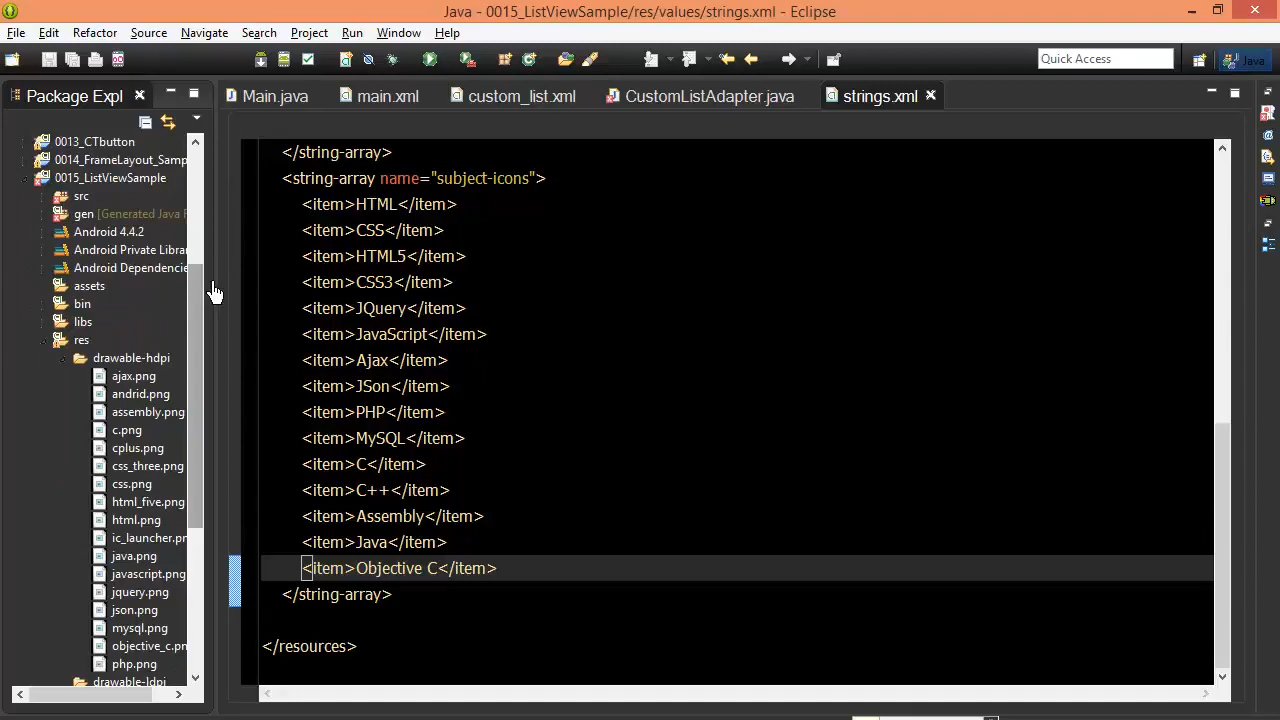 Java - 0015_ListViewSample/res/values/strings.xml - Eclipse
File Edit Refactor Source Navigate Search Project Run Window Help
Quick Access
Java
Package Expl
Main.java
main.xml
custom_list.xml
CustomListAdapter.java
strings.xml
0013_CTbutton
0014_FrameLayout_Samp
0015_ListViewSample
src
gen [Generated Java F
Android 4.4.2
Android Private Librar
Android Dependencie
assets
bin
libs
res
drawable-hdpi
ajax.png
andrid.png
assembly.png
c.png
cplus.png
css_three.png
css.png
html_five.png
html.png
ic_launcher.pn
java.png
javascript.png
jquery.png
json.png
mysql.png
objective_c.pn
php.png
drawable-ldpi
</string-array>
<string-array name="subject-icons">
<item>HTML</item>
<item>CSS</item>
<item>HTML5</item>
<item>CSS3</item>
<item>JQuery</item>
<item>JavaScript</item>
<item>Ajax</item>
<item>JSon</item>
<item>PHP</item>
<item>MySQL</item>
<item>C</item>
<item>C++</item>
<item>Assembly</item>
<item>Java</item>
<item>Objective C</item>
</string-array>
</resources>